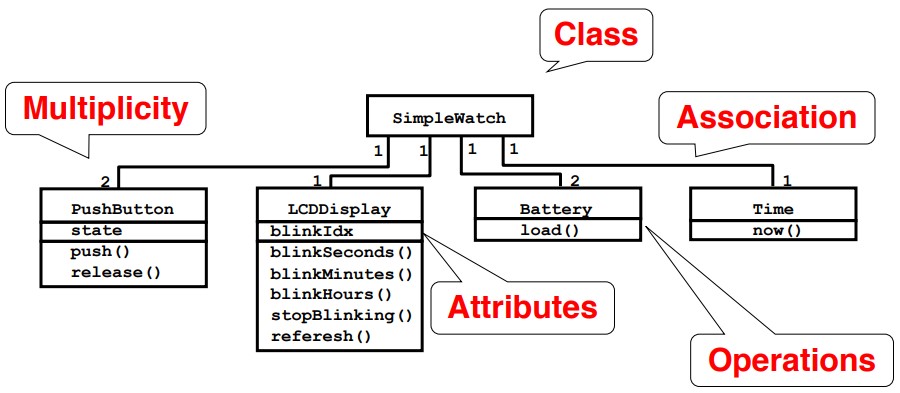 Class
Multiplicity
SimpleWatch
Association
1
1
1
1
2
1
2
1
PushButton
state
push()
release()
LCDDisplay
blinkIdx
blinkSeconds()
blinkMinutes()
blinkHours()
stopBlinking()
referesh()
Battery
load()
Time
now()
Attributes
Operations